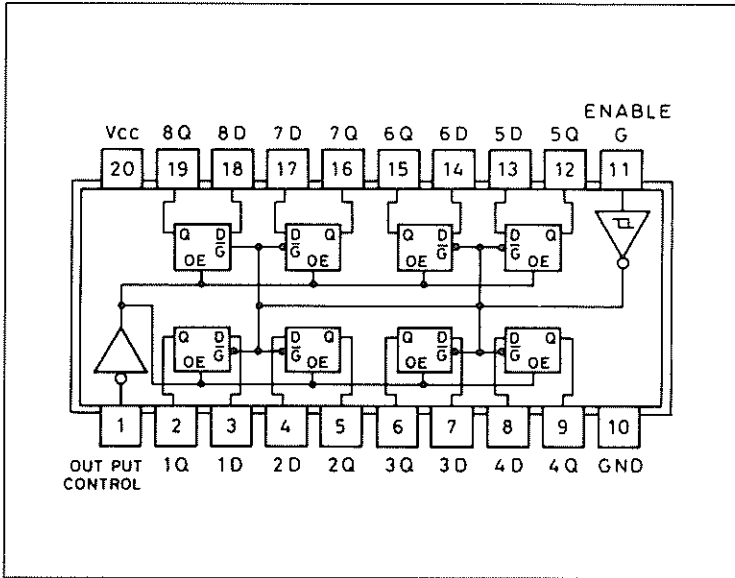 ENABLE
Vcc 8Q 8D 7D 7Q 6Q 6D 5D 5Q G
20 19 18 17 16 15 14 13 12 11
Q D D Q Q D D Q
G̅ G̅ G̅ G̅
OE OE OE OE
Q D D Q Q D D Q
G̅ G̅ G̅ G̅
OE OE OE OE
1 2 3 4 5 6 7 8 9 10
OUT PUT 1Q 1D 2D 2Q 3Q 3D 4D 4Q GND
CONTROL